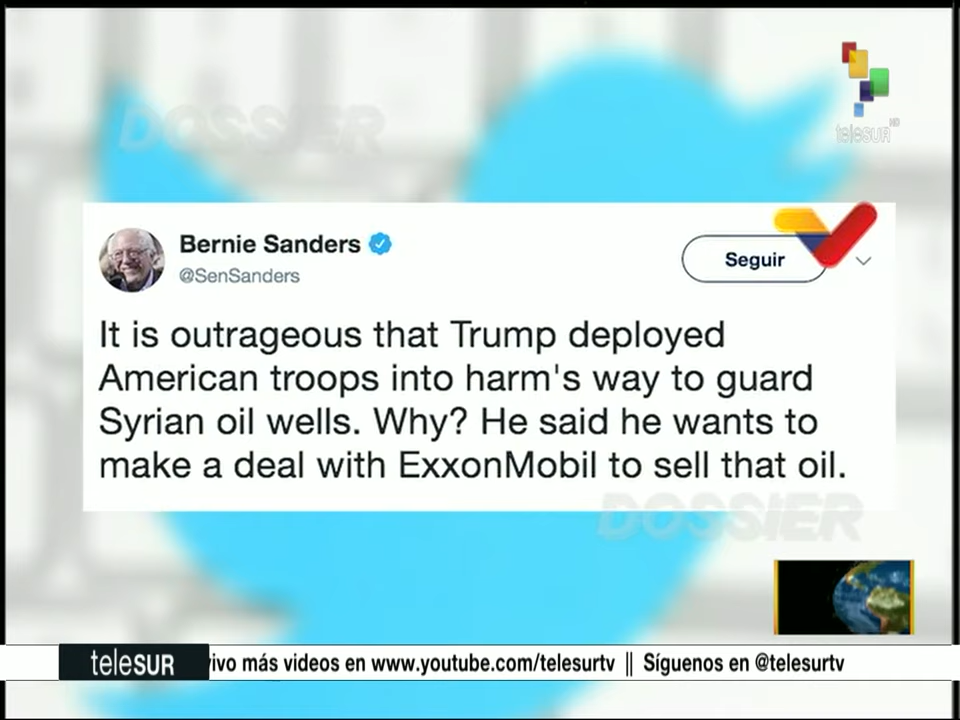 DOSSIER
teleSUR HD
Bernie Sanders
@SenSanders
Seguir
It is outrageous that Trump deployed
American troops into harm's way to guard
Syrian oil wells. Why? He said he wants to
make a deal with ExxonMobil to sell that oil.
DOSSIER
teleSUR
vivo más videos en www.youtube.com/telesurtv || Síguenos en @telesurtv